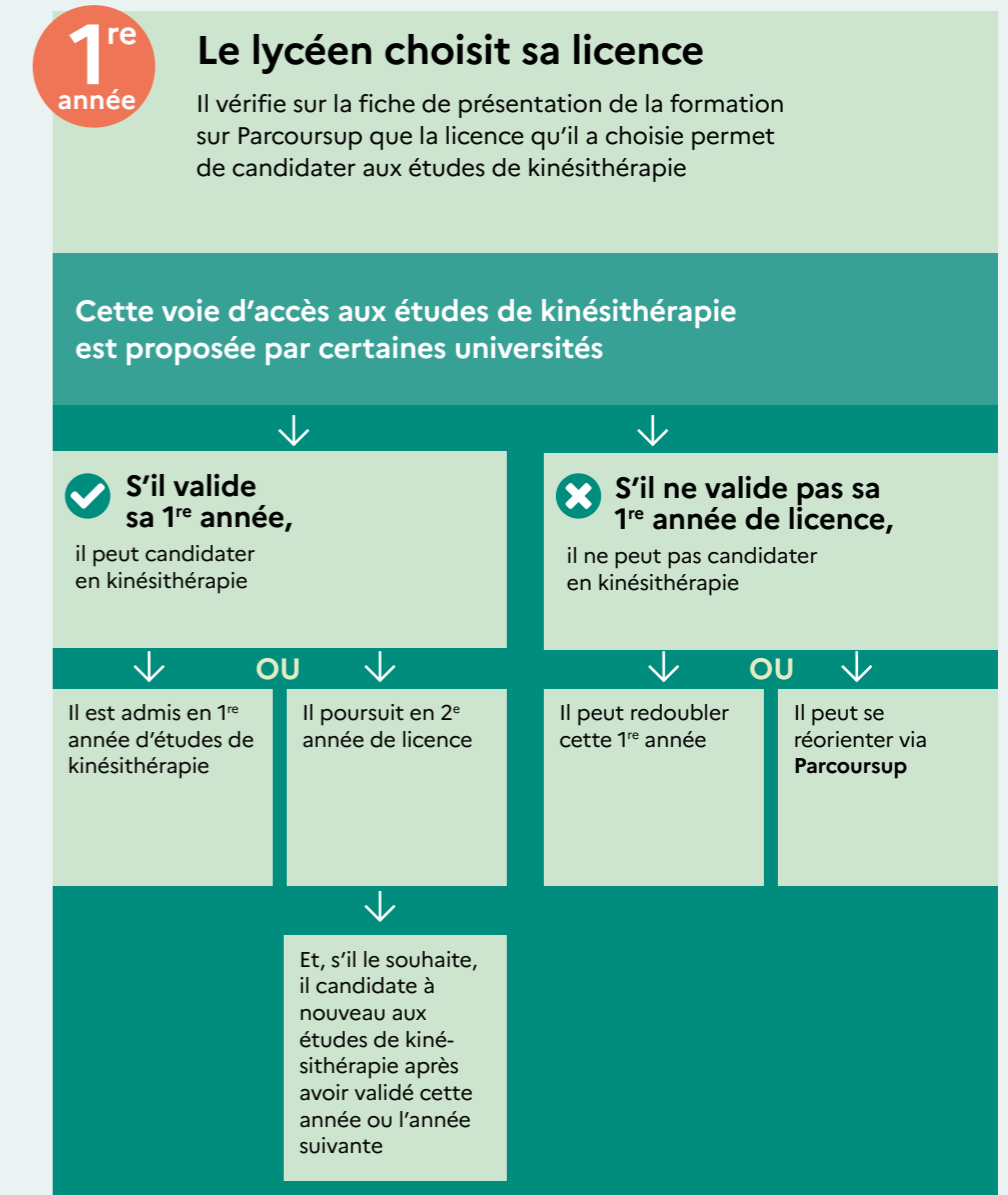 1re
année
Le lycéen choisit sa licence
Il vérifie sur la fiche de présentation de la formation
sur Parcoursup que la licence qu'il a choisie permet
de candidater aux études de kinésithérapie
Cette voie d'accès aux études de kinésithérapie
est proposée par certaines universités
S'il valide
sa 1re année,
il peut candidater
en kinésithérapie
S'il ne valide pas sa
1re année de licence,
il ne peut pas candidater
en kinésithérapie
OU
OU
Il est admis en 1re
année d'études de
kinésithérapie
Il poursuit en 2e
année de licence
Il peut redoubler
cette 1re année
Il peut se
réorienter via
Parcoursup
Et, s'il le souhaite,
il candidate à
nouveau aux
études de kiné-
sithérapie après
avoir validé cette
année ou l'année
suivante